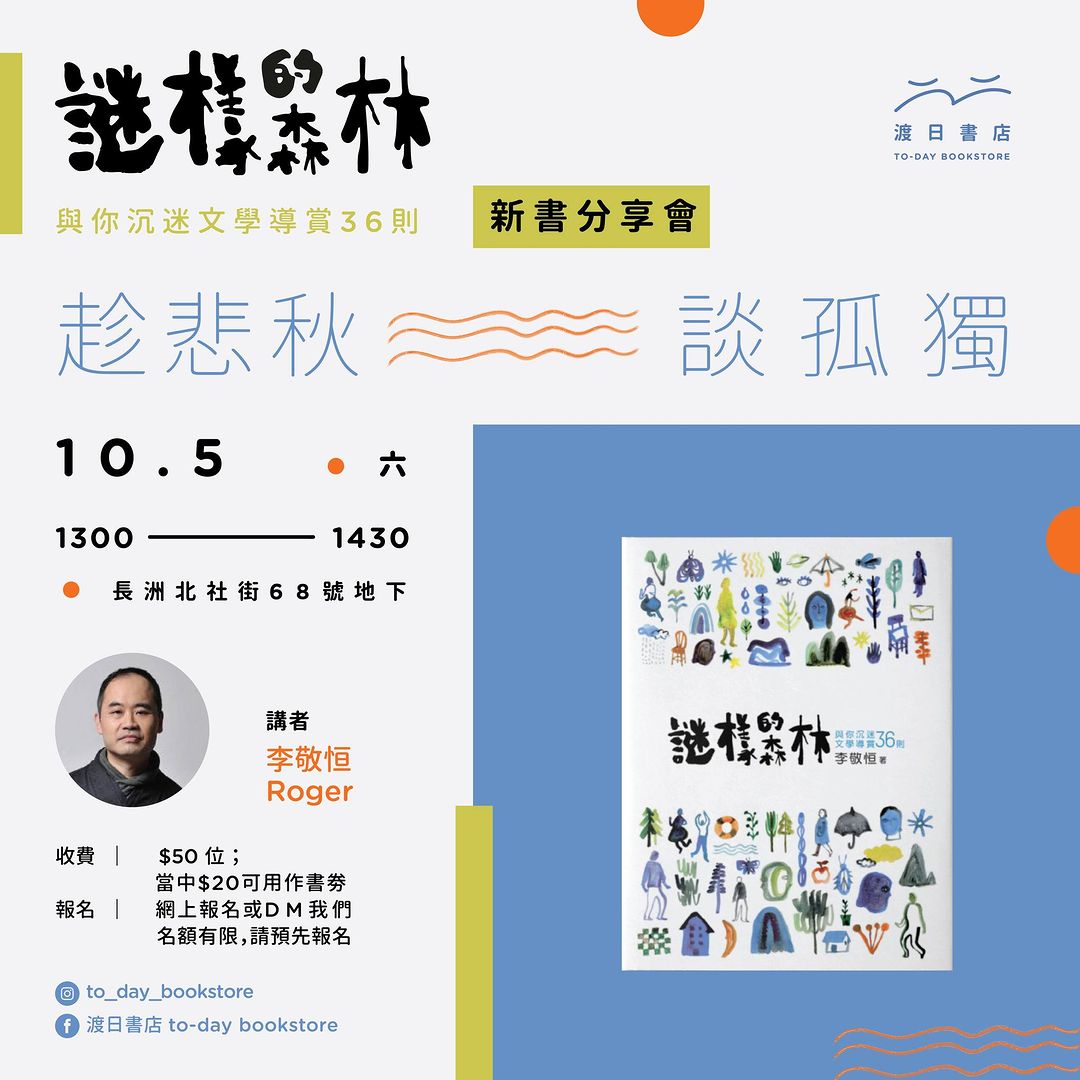 謎樣的森林
渡日書店
TO-DAY BOOKSTORE
與你沉迷文學導賞36則
新書分享會
趁悲秋 談孤獨
10.5 六
1300 1430
長洲北社街68號地下
講者
李敬恒
Roger
收費｜ $50 位；
當中$20可用作書劵
報名｜ 網上報名或DM我們
名額有限,請預先報名
to_day_bookstore
渡日書店 to-day bookstore
謎樣的森林
與你沉迷
文學導賞36則
李敬恒 著